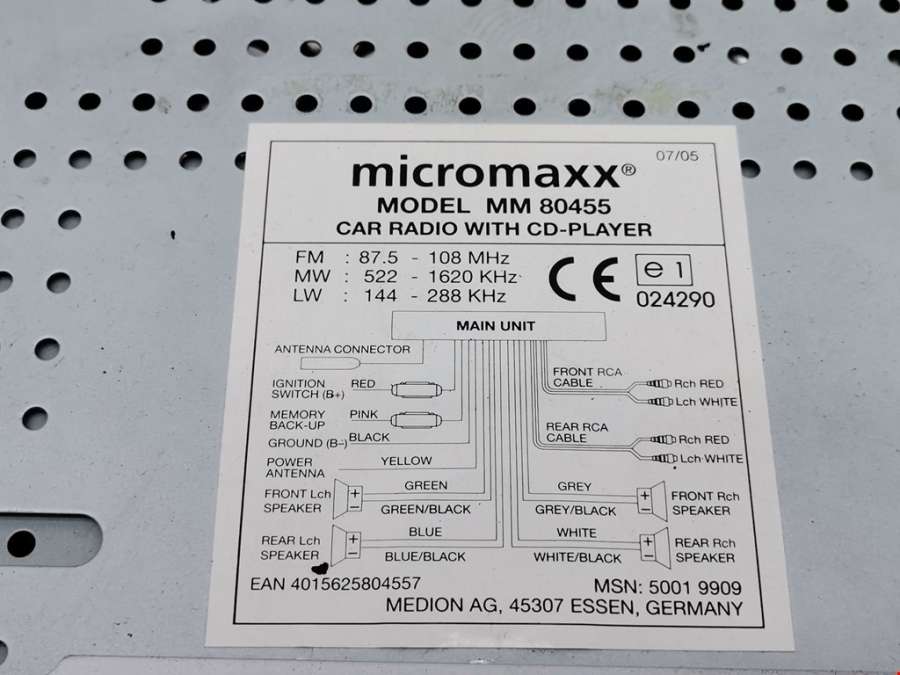 07/05
micromaxx®
MODEL MM 80455
CAR RADIO WITH CD-PLAYER
FM : 87.5 - 108 MHz
MW : 522 - 1620 KHz
LW : 144 - 288 KHz
CE
e 1
024290
MAIN UNIT
ANTENNA CONNECTOR
IGNITION
SWITCH (B+)
RED
MEMORY
BACK-UP
PINK
GROUND (B-)
BLACK
POWER
ANTENNA
YELLOW
FRONT Lch
SPEAKER
+
-
GREEN
GREEN/BLACK
REAR Lch
SPEAKER
+
-
BLUE
BLUE/BLACK
FRONT RCA
CABLE
Rch RED
Lch WHITE
REAR RCA
CABLE
Rch RED
Lch WHITE
GREY
GREY/BLACK
+
-
FRONT Rch
SPEAKER
WHITE
WHITE/BLACK
+
-
REAR Rch
SPEAKER
EAN 4015625804557
MSN: 5001 9909
MEDION AG, 45307 ESSEN, GERMANY